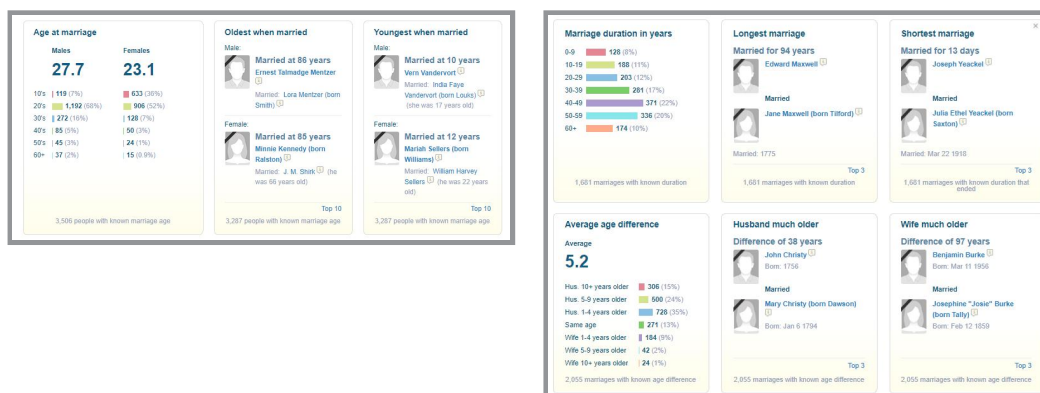 Age at marriage
Males Females
27.7 23.1
10's 119 (7%) 633 (36%)
20's 1,192 (68%) 906 (52%)
30's 272 (16%) 128 (7%)
40's 85 (5%) 50 (3%)
50's 45 (3%) 24 (1%)
60+ 37 (2%) 15 (0.9%)
3,506 people with known marriage age
Oldest when married
Male:
Married at 86 years
Ernest Talmadge Mentzer
Married: Lora Mentzer (born
Smith)
Female:
Married at 85 years
Minnie Kennedy (born
Ralston)
Married: J. M. Shirk (he
was 66 years old)
Top 10
3,287 people with known marriage age
Youngest when married
Male:
Married at 10 years
Vern Vandervort
Married: India Faye
Vandervort (born Louks)
(she was 17 years old)
Female:
Married at 12 years
Mariah Sellers (born
Williams)
Married: William Harvey
Sellers (he was 22 years
old)
Top 10
3,287 people with known marriage age
Marriage duration in years
0-9 128 (8%)
10-19 188 (11%)
20-29 203 (12%)
30-39 281 (17%)
40-49 371 (22%)
50-59 336 (20%)
60+ 174 (10%)
1,681 marriages with known duration
Longest marriage
Married for 94 years
Edward Maxwell
Married
Jane Maxwell (born Tilford)
Married: 1775
Top 3
1,681 marriages with known duration
Shortest marriage
Married for 13 days
Joseph Yeackel
Married
Julia Ethel Yeackel (born
Saxton)
Married: Mar 22 1918
Top 3
1,681 marriages with known duration that
ended
Average age difference
Average
5.2
Hus. 10+ years older 306 (15%)
Hus. 5-9 years older 500 (24%)
Hus. 1-4 years older 728 (35%)
Same age 271 (13%)
Wife 1-4 years older 184 (9%)
Wife 5-9 years older 42 (2%)
Wife 10+ years older 24 (1%)
2,055 marriages with known age difference
Husband much older
Difference of 38 years
John Christy
Born: 1756
Married
Mary Christy (born Dawson)
Born: Jan 6 1794
Top 3
2,055 marriages with known age difference
Wife much older
Difference of 97 years
Benjamin Burke
Born: Mar 11 1956
Married
Josephine "Josie" Burke
(born Tally)
Born: Feb 12 1859
Top 3
2,055 marriages with known age difference